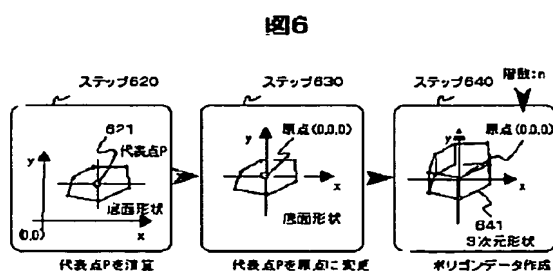 図6
ステップ620
621
代表点P
y
底面形状
(0,0)
x
代表点Pを演算
ステップ630
原点(0,0,0)
y
x
底面形状
代表点Pを原点に変更
ステップ640
階数:n
y
原点(0,0,0)
x
641
3次元形状
ポリゴンデータ作成